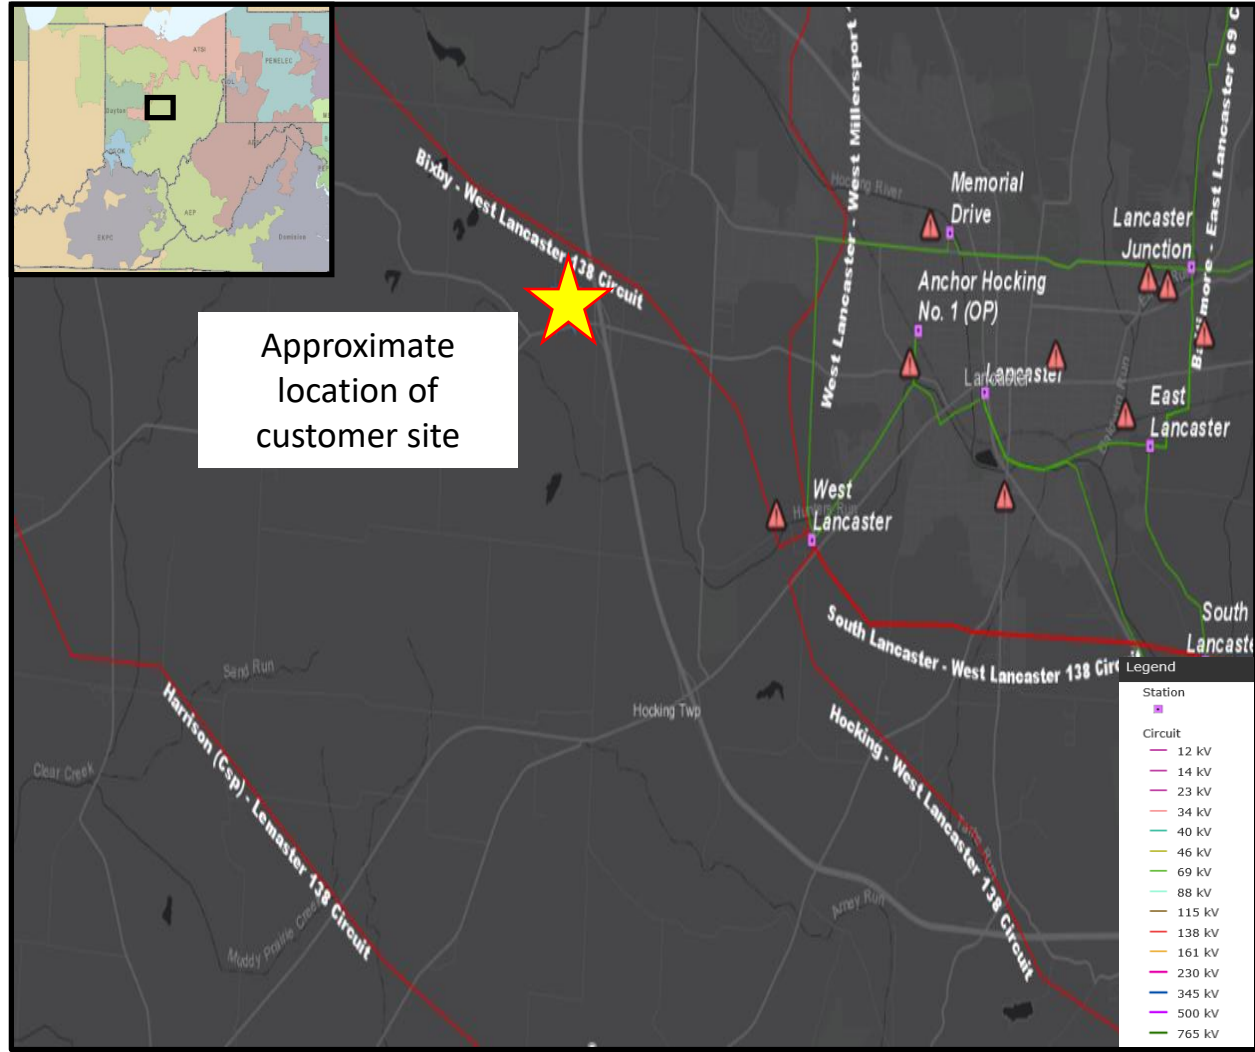 ATSI
PENELEC
Dayton
DEOK
AEP
EKPC
Dominion
Bixby - West Lancaster 138 Circuit
West Lancaster - West Millersport
Hocking River
Memorial
Drive
Lancaster
Junction
Anchor Hocking
No. 1 (OP)
Baltimore - East Lancaster 69 C
Lancaster
Lancaster
East
Lancaster
Baldwin Run
Approximate
location of
customer site
West
Lancaster
Hunters Run
South
Lancaste
South Lancaster - West Lancaster 138 Circuit
Sand Run
Hocking Twp
Harrison (Csp) - Lemaster 138 Circuit
Clear Creek
Muddy Prairie Creek
Hocking - West Lancaster 138 Circuit
Tarhe Run
Arney Run
Legend
Station
Circuit
12 kV
14 kV
23 kV
34 kV
40 kV
46 kV
69 kV
88 kV
115 kV
138 kV
161 kV
230 kV
345 kV
500 kV
765 kV